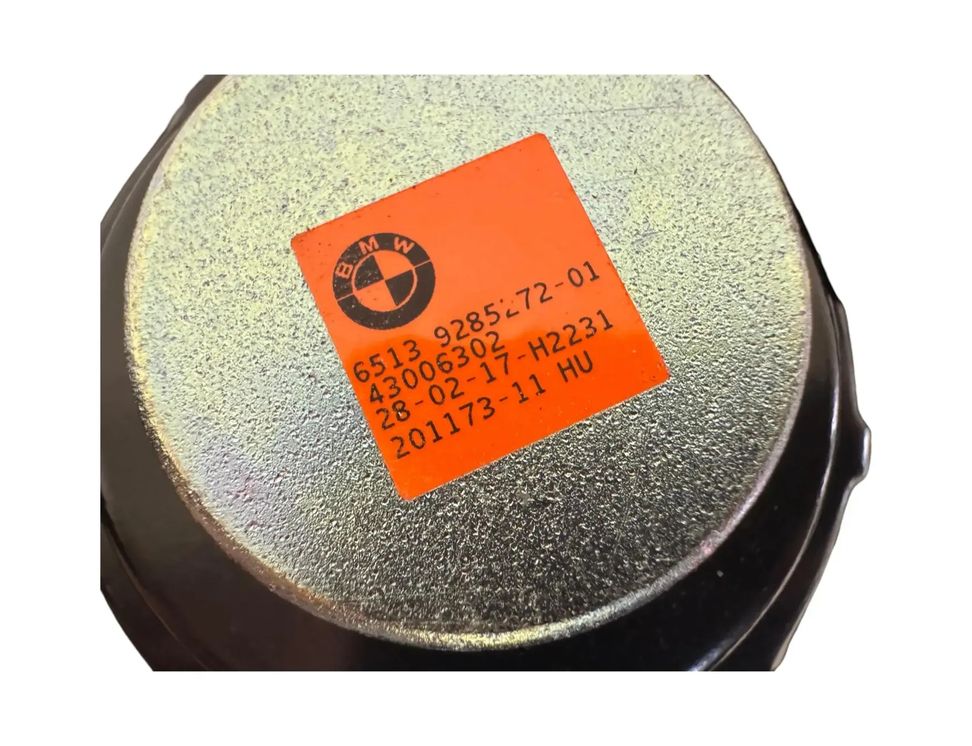 BMW
6513 9285272-01
43006302
28-02-17-H2231
201173-11 HU